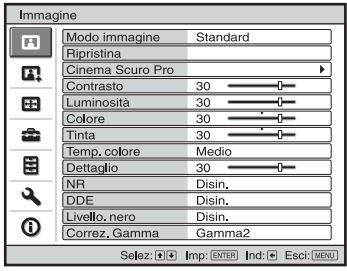 Immagine
Modo immagine Standard
Ripristina
Cinema Scuro Pro
Contrasto 30
Luminosità 30
Colore 30
Tinta 30
Temp. colore Medio
Dettaglio 30
NR Disin.
DDE Disin.
Livello. nero Disin.
Correz. Gamma Gamma2
Selez: Imp: ENTER Ind: Esci: MENU